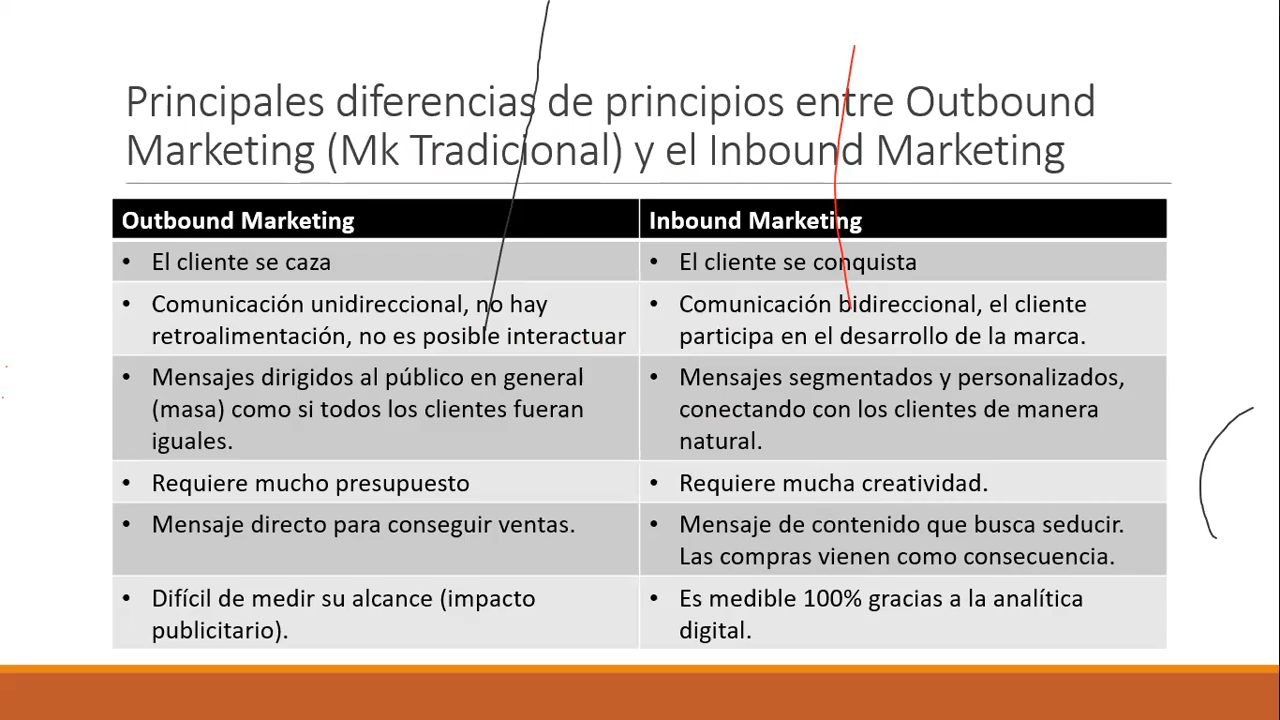 Principales diferencias de principios entre Outbound
Marketing (Mk Tradicional) y el Inbound Marketing
Outbound Marketing
Inbound Marketing
• El cliente se caza
• El cliente se conquista
• Comunicación unidireccional, no hay
retroalimentación, no es posible interactuar
• Comunicación bidireccional, el cliente
participa en el desarrollo de la marca.
• Mensajes dirigidos al público en general
(masa) como si todos los clientes fueran
iguales.
• Mensajes segmentados y personalizados,
conectando con los clientes de manera
natural.
• Requiere mucho presupuesto
• Requiere mucha creatividad.
• Mensaje directo para conseguir ventas.
• Mensaje de contenido que busca seducir.
Las compras vienen como consecuencia.
• Difícil de medir su alcance (impacto
publicitario).
• Es medible 100% gracias a la analítica
digital.